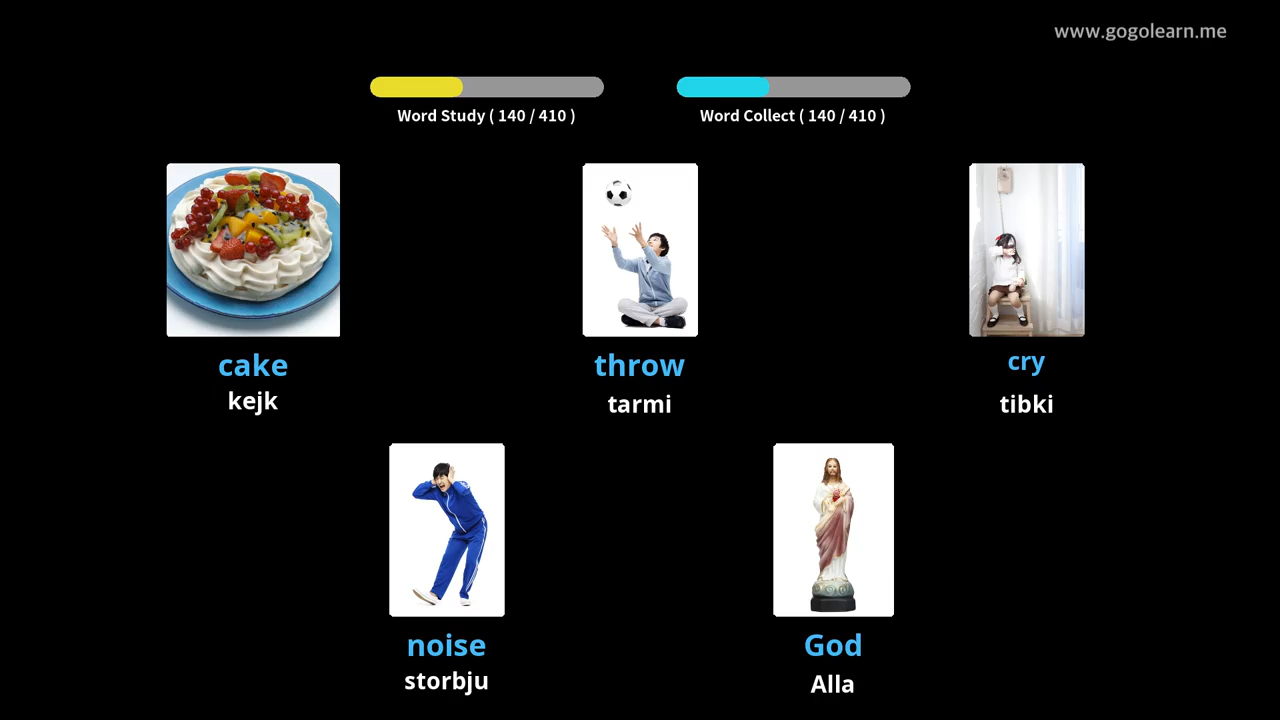 www.gogolearn.me
Word Study ( 140 / 410 )
Word Collect ( 140 / 410 )
cake
kejk
throw
tarmi
cry
tibki
noise
storbju
God
Alla